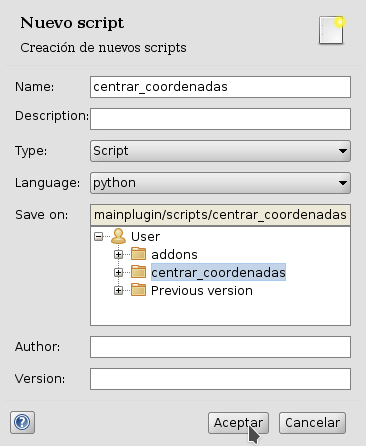 Nuevo script
Creación de nuevos scripts
Name: centrar_coordenadas
Description:
Type: Script
Language: python
Save on: mainplugin/scripts/centrar_coordenadas
User
addons
centrar_coordenadas
Previous version
Author:
Version:
Aceptar Cancelar